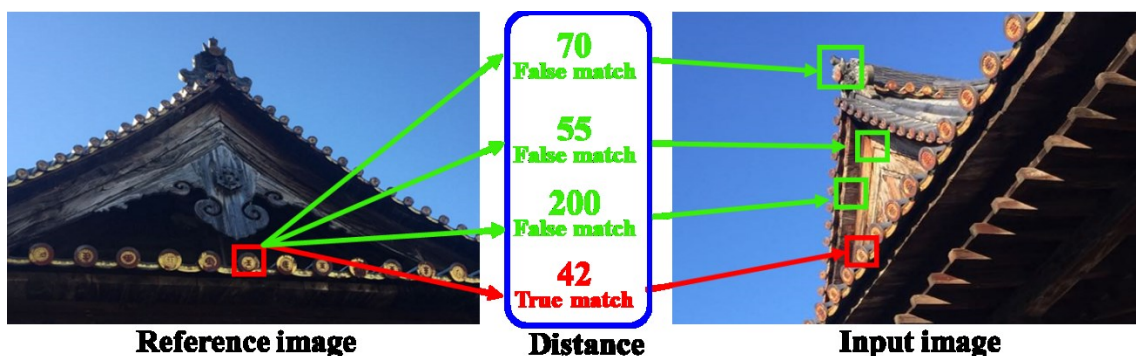 70
False match
55
False match
200
False match
42
True match
Reference image
Distance
Input image